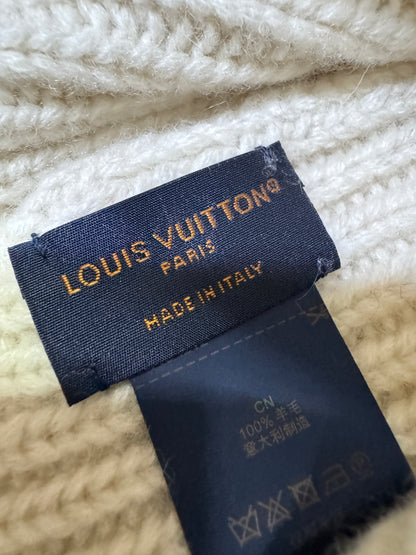 LOUIS VUITTON®
PARIS
MADE IN ITALY
CN
100% 羊毛
意大利制造